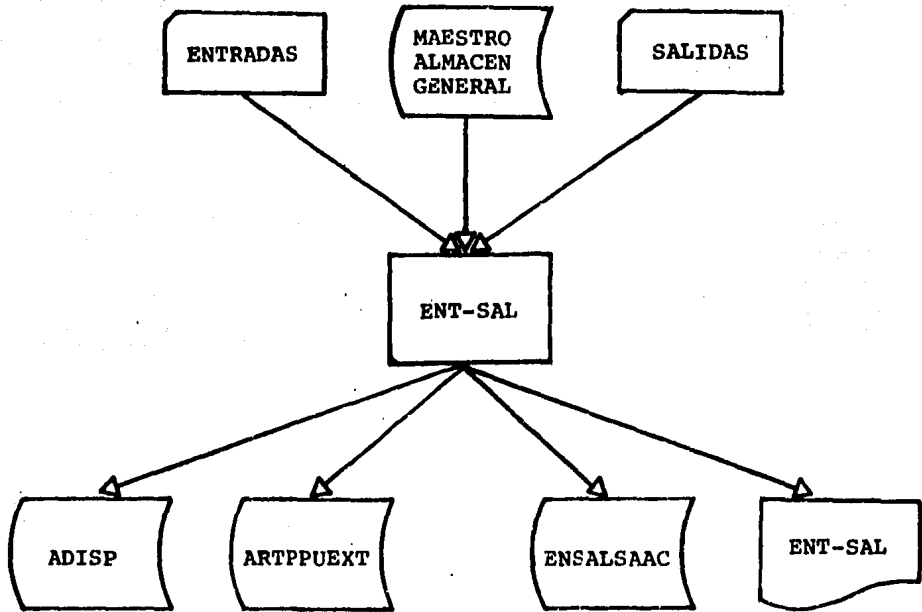 ENTRADAS
MAESTRO
ALMACEN
GENERAL
SALIDAS
ENT-SAL
ADISP
ARTPPUEXT
ENSALSAAC
ENT-SAL